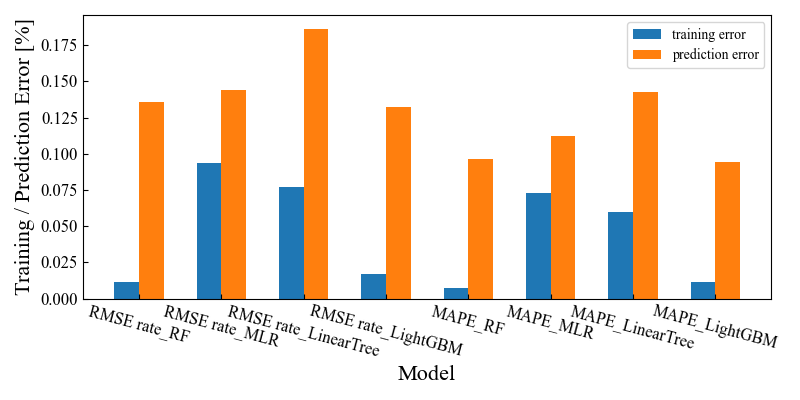 Training / Prediction Error [%]
0.175
0.150
0.125
0.100
0.075
0.050
0.025
0.000
training error
prediction error
RMSE rate_RF
RMSE rate_MLR
RMSE rate_LinearTree
RMSE rate_LightGBM
MAPE_RF
MAPE_MLR
MAPE_LinearTree
MAPE_LightGBM
Model